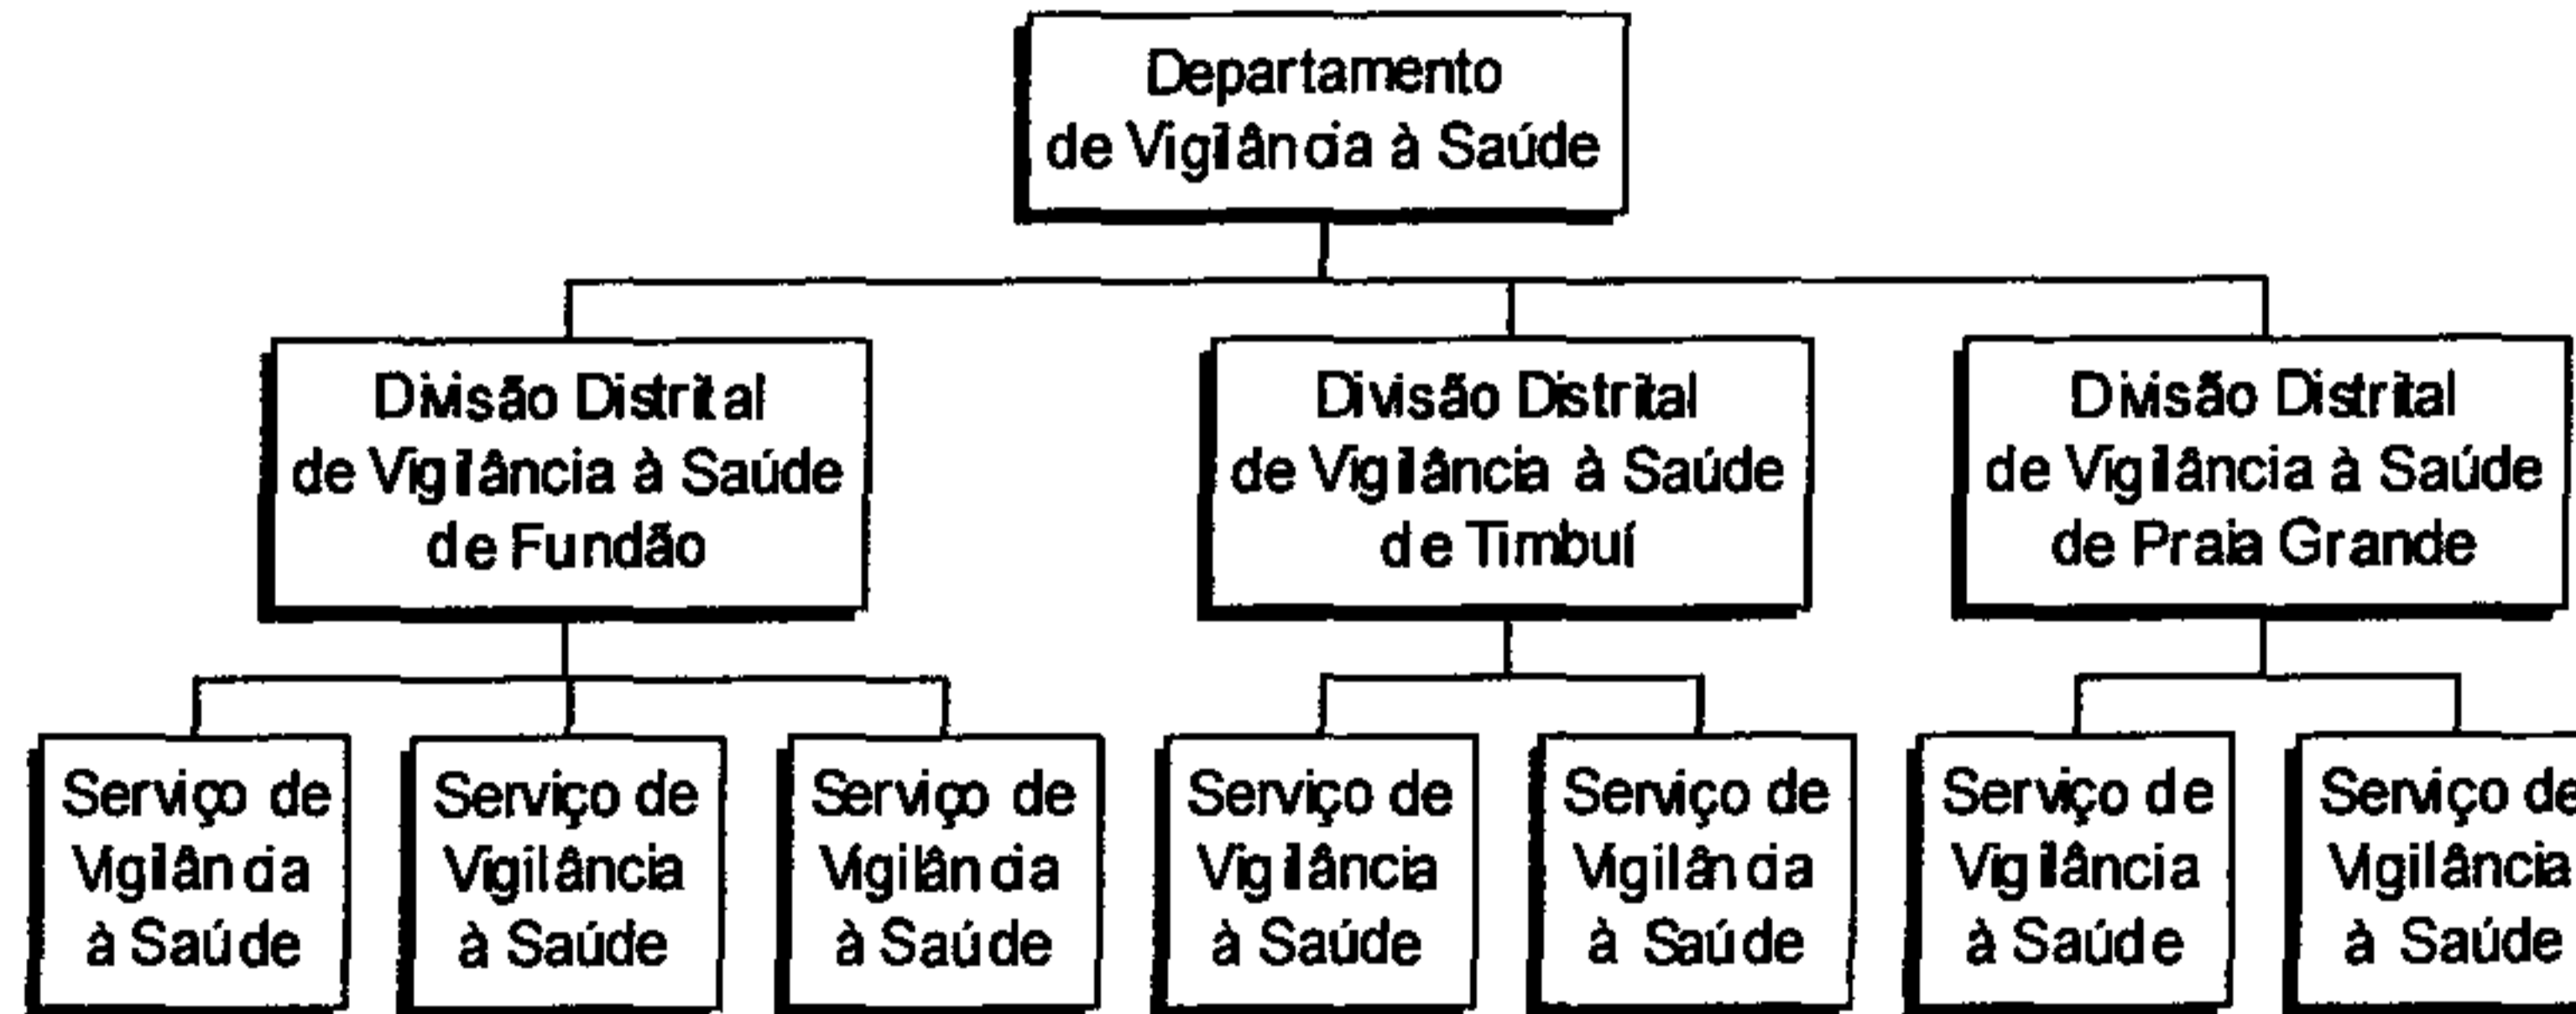 Departamento
de Vigilância à Saúde
Divisão Distrital
de Vigilância à Saúde
de Fundão
Divisão Distrital
de Vigilância à Saúde
de Timbuí
Divisão Distrital
de Vigilância à Saúde
de Praia Grande
Serviço de
Vigilância
à Saúde
Serviço de
Vigilância
à Saúde
Serviço de
Vigilância
à Saúde
Serviço de
Vigilância
à Saúde
Serviço de
Vigilância
à Saúde
Serviço de
Vigilância
à Saúde
Serviço de
Vigilância
à Saúde